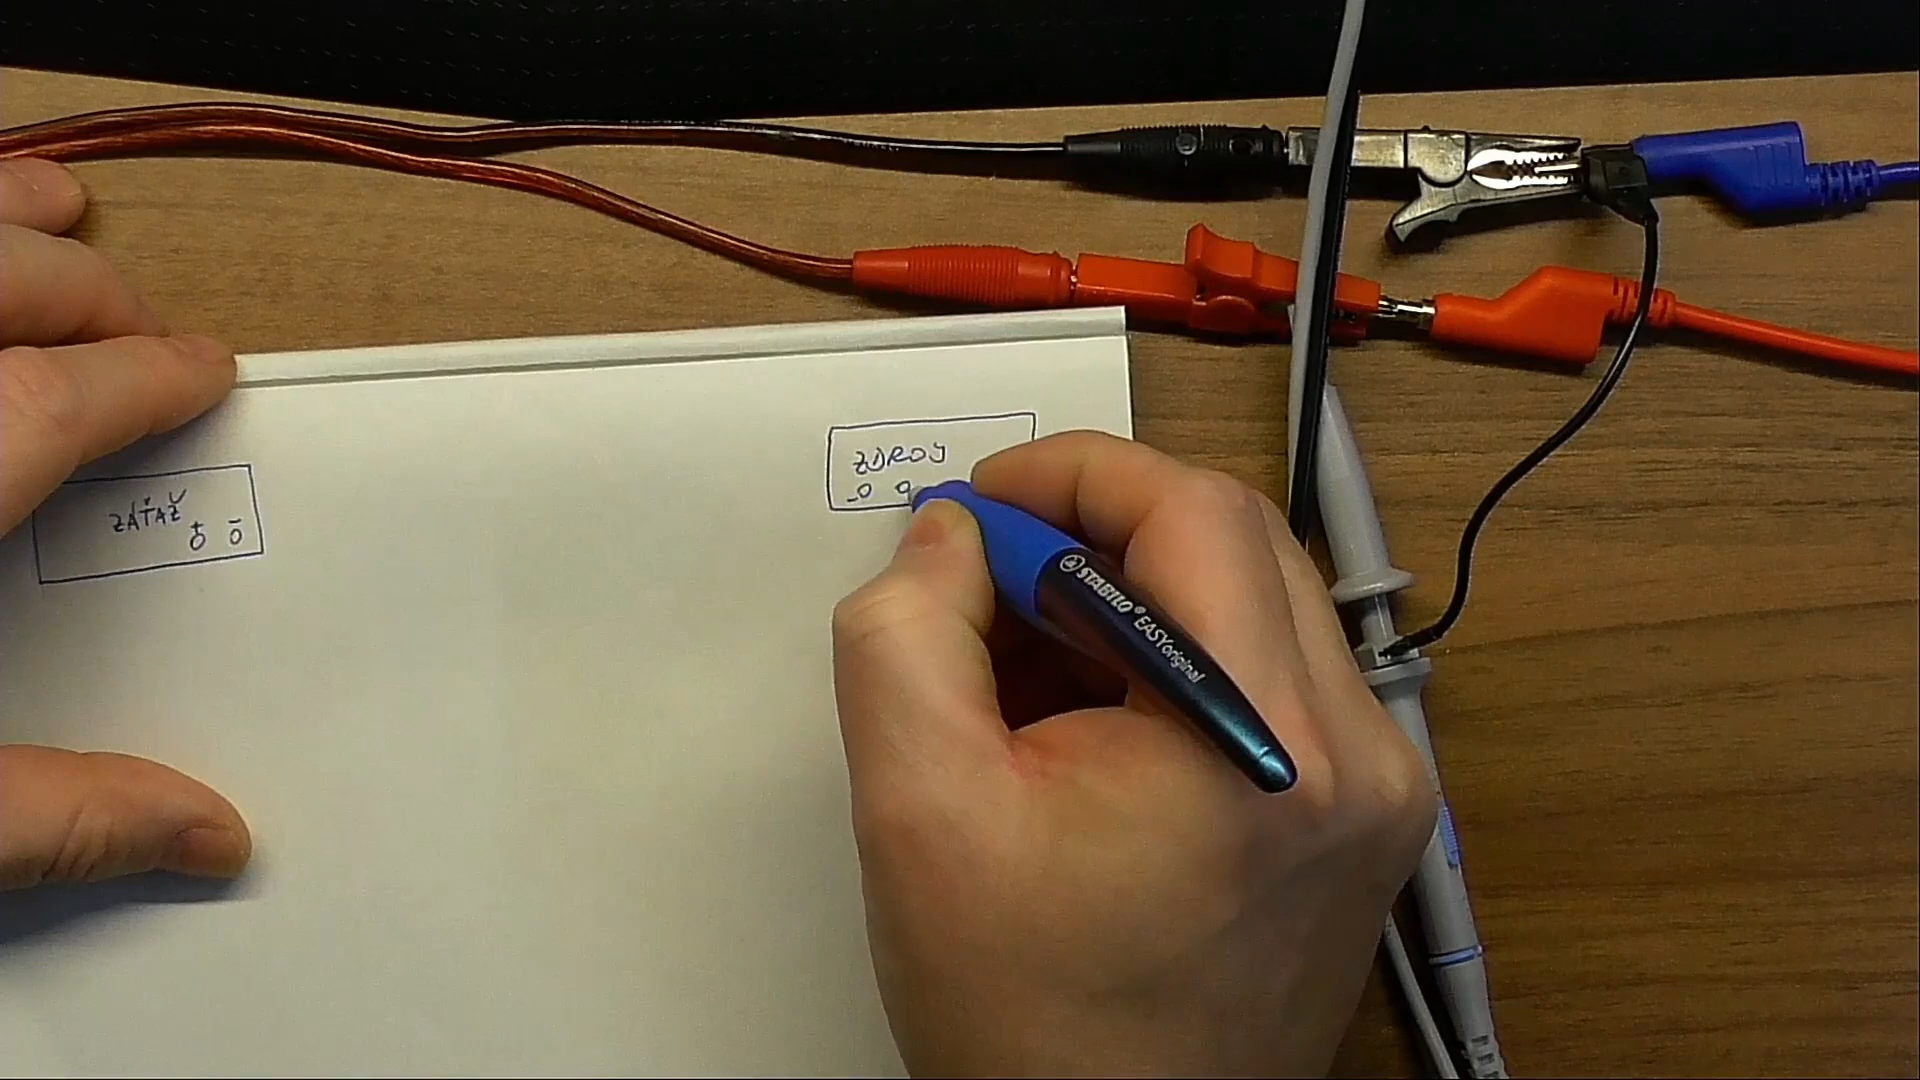 ZDROJ
-o o
ZÁŤAŽ
+ -
o o
STABILO® EASYoriginal